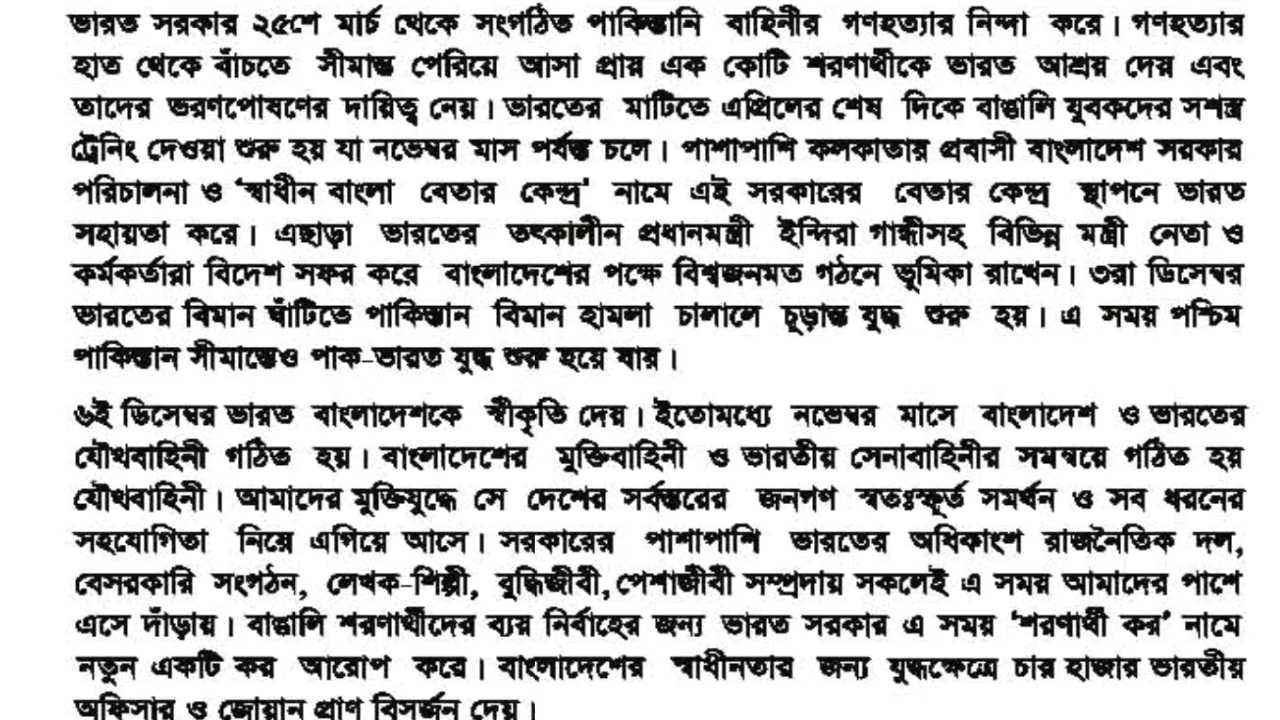 ভারত সরকার ২৫শে মার্চ থেকে সংগঠিত পাকিস্তানি বাহিনীর গণহত্যার নিন্দা করে। গণহত্যার
হাত থেকে বাঁচতে সীমান্ত পেরিয়ে আসা প্রায় এক কোটি শরণার্থীকে ভারত আশ্রয় দেয় এবং
তাদের ভরণপোষণের দায়িত্ব নেয়। ভারতের মাটিতে এপ্রিলের শেষ দিকে বাঙালি যুবকদের সশস্ত্র
ট্রেনিং দেওয়া শুরু হয় যা নভেম্বর মাস পর্যন্ত চলে। পাশাপাশি কলকাতায় প্রবাসী বাংলাদেশ সরকার
পরিচালনা ও ‘স্বাধীন বাংলা বেতার কেন্দ্র’ নামে এই সরকারের বেতার কেন্দ্র স্থাপনে ভারত
সহায়তা করে। এছাড়া ভারতের তৎকালীন প্রধানমন্ত্রী ইন্দিরা গান্ধীসহ বিভিন্ন মন্ত্রী নেতা ও
কর্মকর্তারা বিদেশ সফর করে বাংলাদেশের পক্ষে বিশ্বজনমত গঠনে ভূমিকা রাখেন। ৩রা ডিসেম্বর
ভারতের বিমান ঘাঁটিতে পাকিস্তান বিমান হামলা চালালে চূড়ান্ত যুদ্ধ শুরু হয়। এ সময় পশ্চিম
পাকিস্তান সীমান্তেও পাক-ভারত যুদ্ধ শুরু হয়ে যায়।
৬ই ডিসেম্বর ভারত বাংলাদেশকে স্বীকৃতি দেয়। ইতোমধ্যে নভেম্বর মাসে বাংলাদেশ ও ভারতের
যৌথবাহিনী গঠিত হয়। বাংলাদেশের মুক্তিবাহিনী ও ভারতীয় সেনাবাহিনীর সমন্বয়ে গঠিত হয়
যৌথবাহিনী। আমাদের মুক্তিযুদ্ধে সে দেশের সর্বস্তরের জনগণ স্বতঃস্ফূর্ত সমর্থন ও সব ধরনের
সহযোগিতা নিয়ে এগিয়ে আসে। সরকারের পাশাপাশি ভারতের অধিকাংশ রাজনৈতিক দল,
বেসরকারি সংগঠন, লেখক-শিল্পী, বুদ্ধিজীবী, পেশাজীবী সম্প্রদায় সকলেই এ সময় আমাদের পাশে
এসে দাঁড়ায়। বাঙালি শরণার্থীদের ব্যয় নির্বাহের জন্য ভারত সরকার এ সময় ‘শরণার্থী কর’ নামে
নতুন একটি কর আরোপ করে। বাংলাদেশের স্বাধীনতার জন্য যুদ্ধক্ষেত্রে চার হাজার ভারতীয়
অফিসার ও জোয়ান প্রাণ বিসর্জন দেয়।